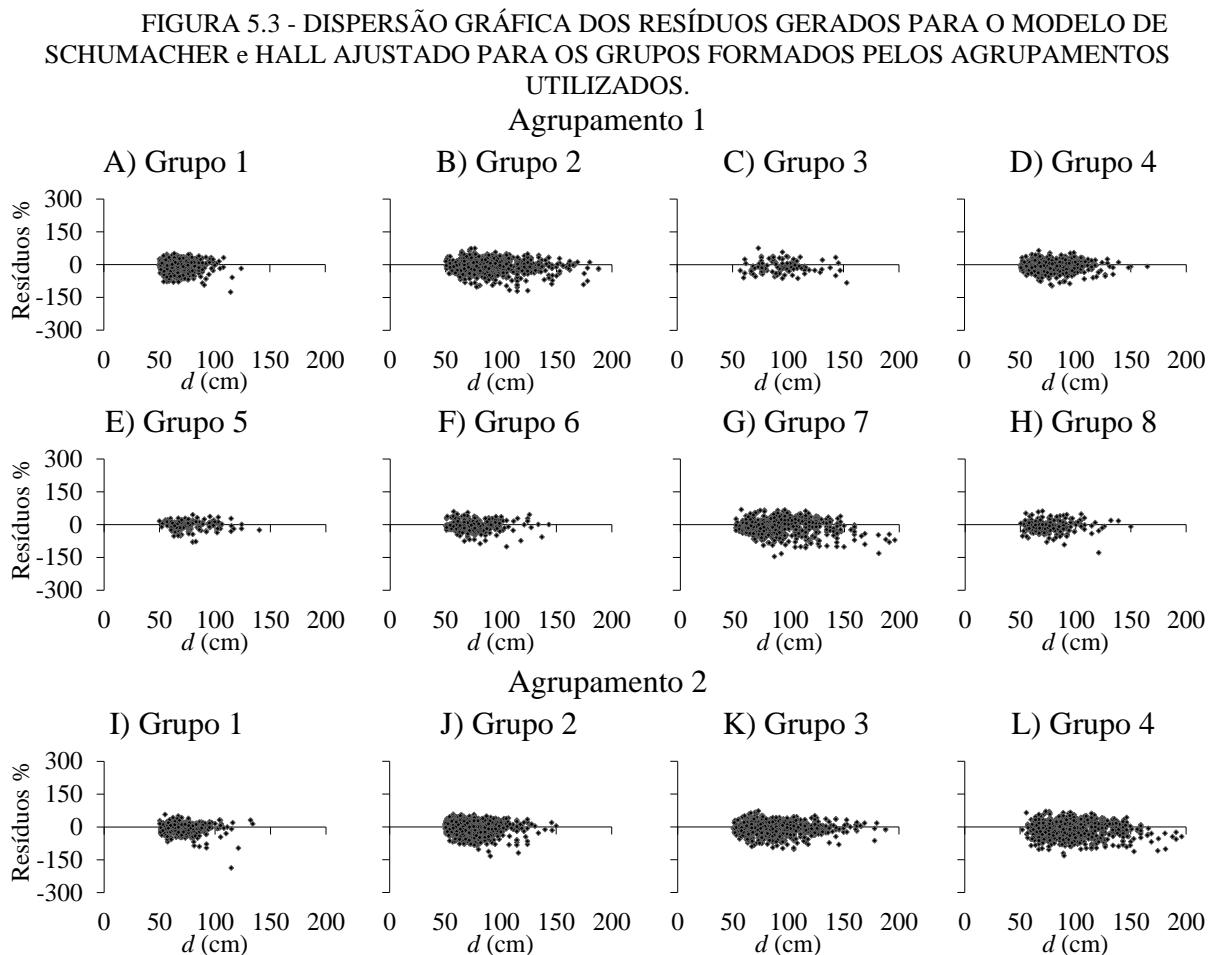 FIGURA 5.3 - DISPERSÃO GRÁFICA DOS RESÍDUOS GERADOS PARA O MODELO DE
SCHUMACHER e HALL AJUSTADO PARA OS GRUPOS FORMADOS PELOS AGRUPAMENTOS
UTILIZADOS.
Agrupamento 1
A) Grupo 1 B) Grupo 2 C) Grupo 3 D) Grupo 4
Resíduos %
300
150
0
-150
-300
0 50 100 150 200 0 50 100 150 200 0 50 100 150 200 0 50 100 150 200
d (cm) d (cm) d (cm) d (cm)
E) Grupo 5 F) Grupo 6 G) Grupo 7 H) Grupo 8
Resíduos %
300
150
0
-150
-300
0 50 100 150 200 0 50 100 150 200 0 50 100 150 200 0 50 100 150 200
d (cm) d (cm) d (cm) d (cm)
Agrupamento 2
I) Grupo 1 J) Grupo 2 K) Grupo 3 L) Grupo 4
Resíduos %
300
150
0
-150
-300
0 50 100 150 200 0 50 100 150 200 0 50 100 150 200 0 50 100 150 200
d (cm) d (cm) d (cm) d (cm)